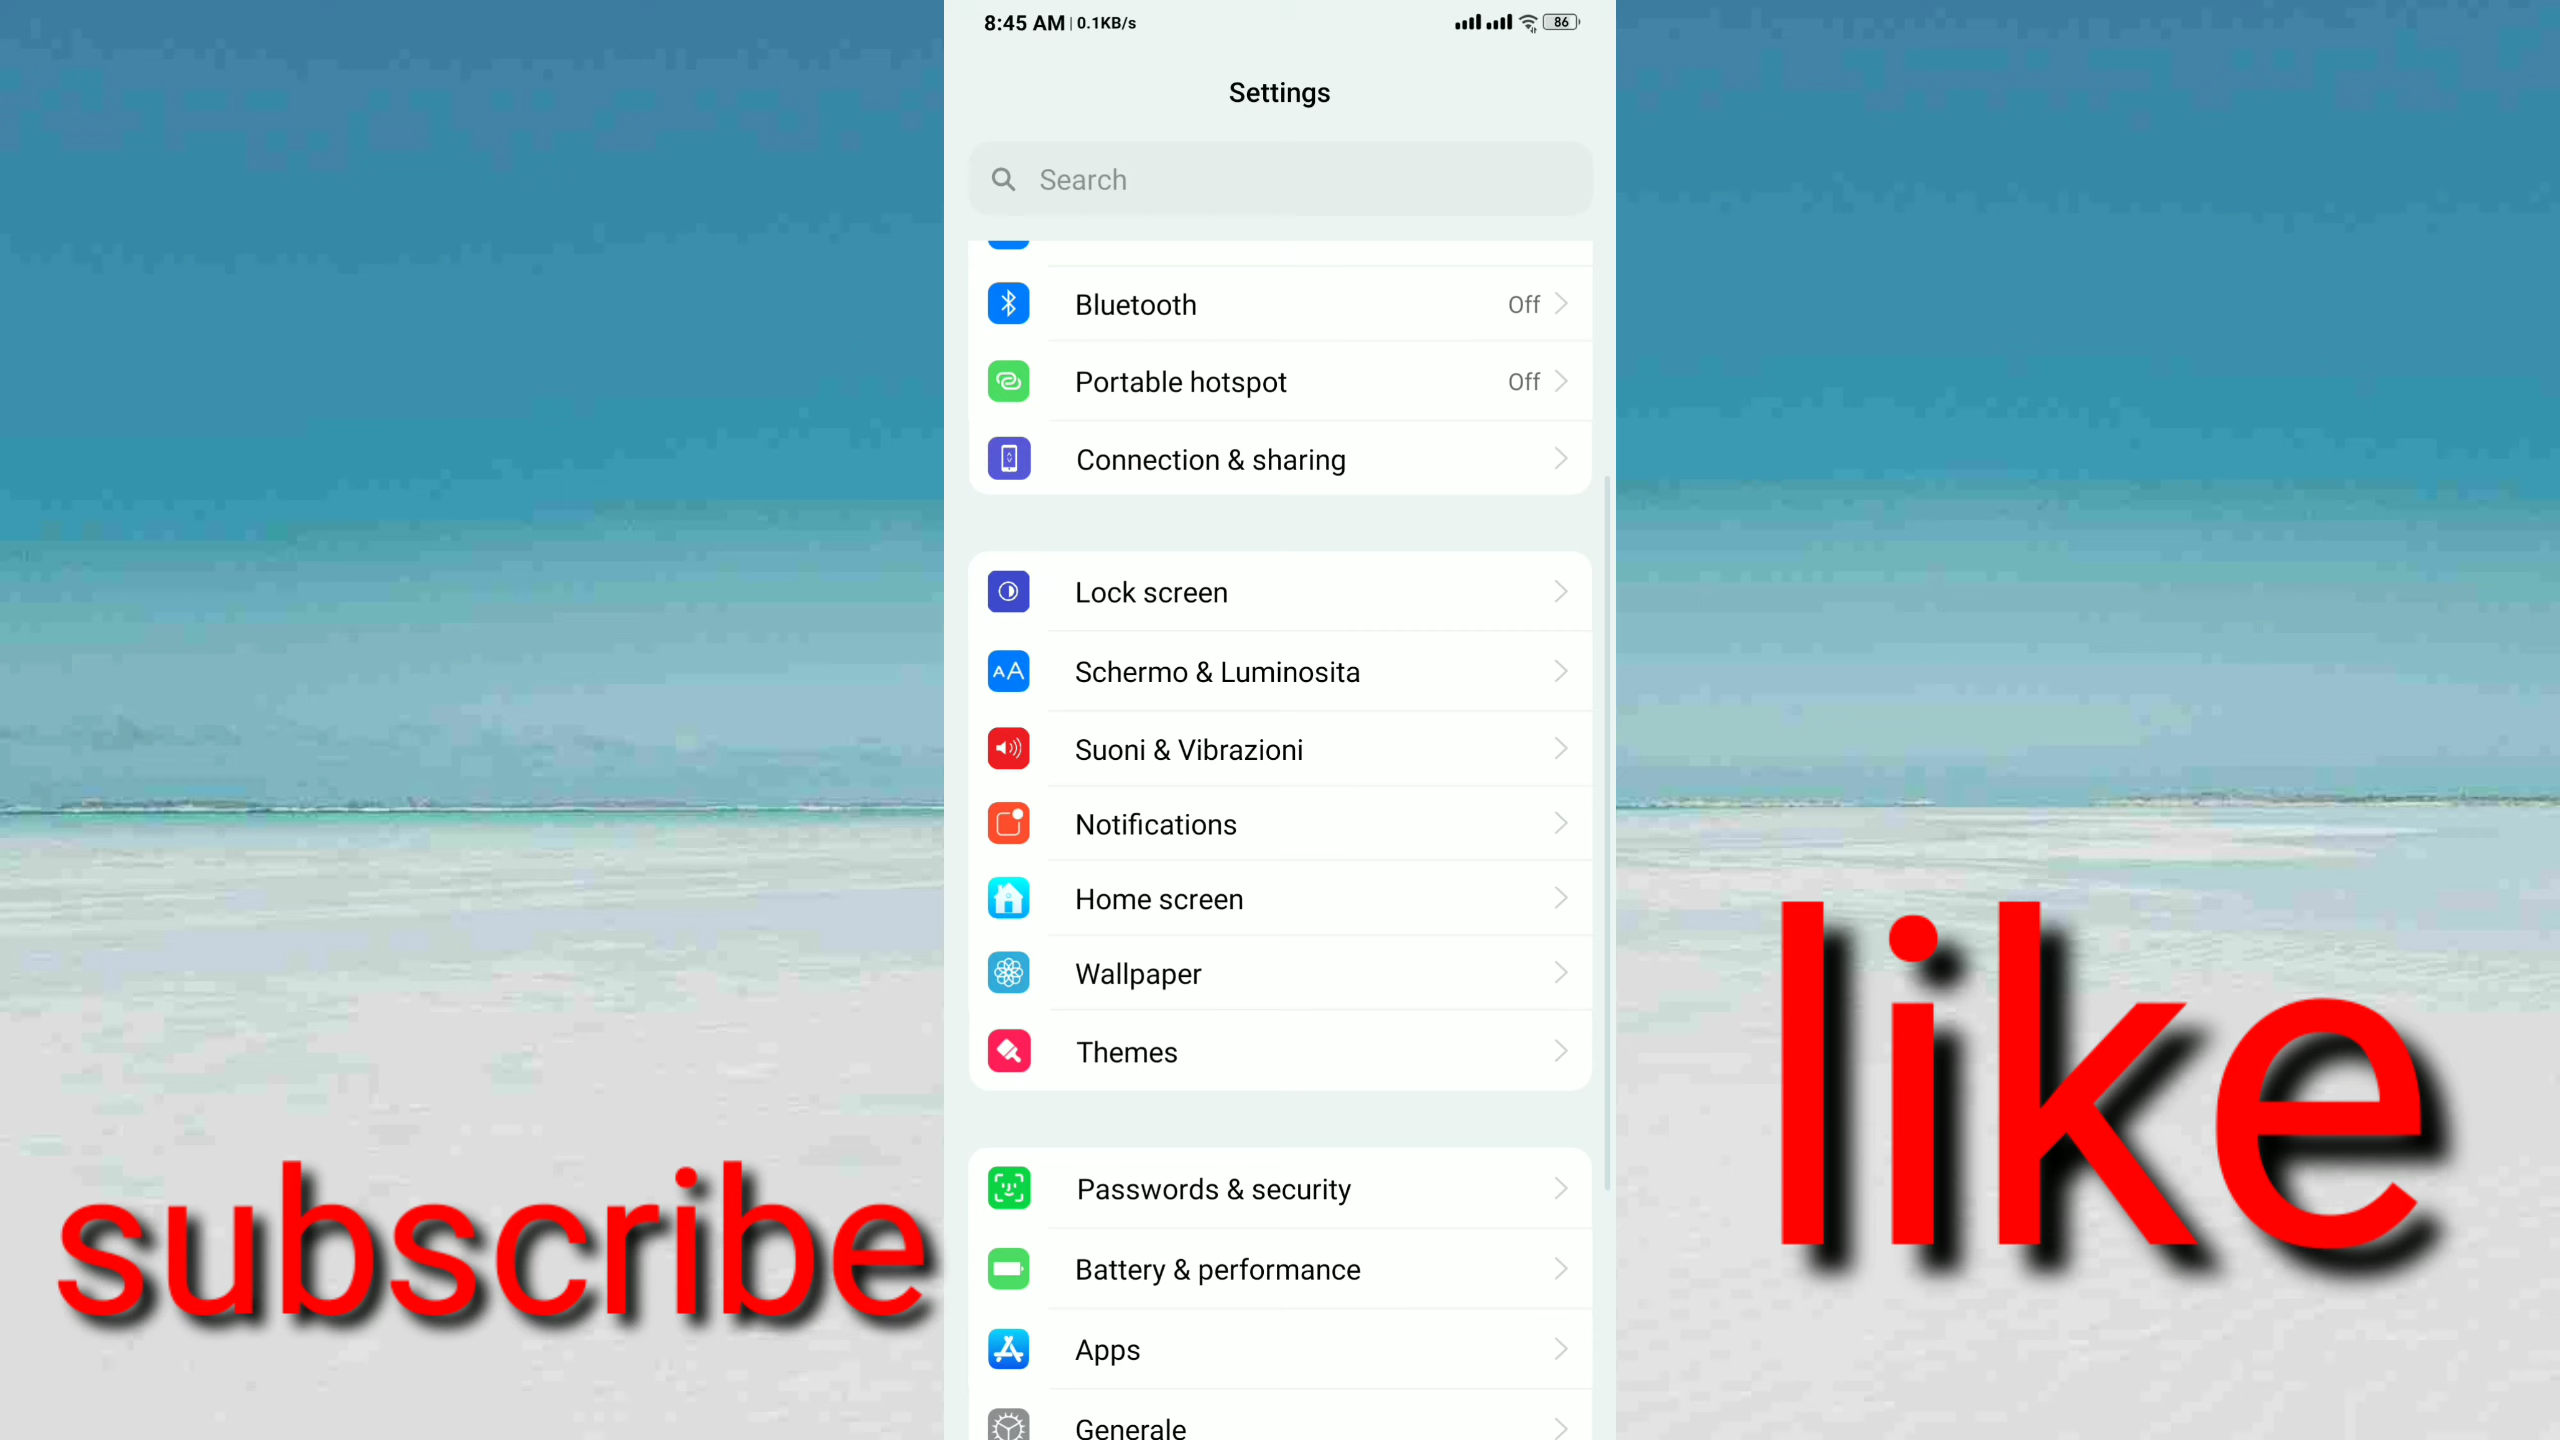 8:45 AM | 0.1KB/s
86
Settings
Search
Bluetooth Off
Portable hotspot Off
Connection & sharing
Lock screen
AA Schermo & Luminosita
Suoni & Vibrazioni
Notifications
Home screen
Wallpaper
Themes
Passwords & security
Battery & performance
Apps
Generale
subscribe
like